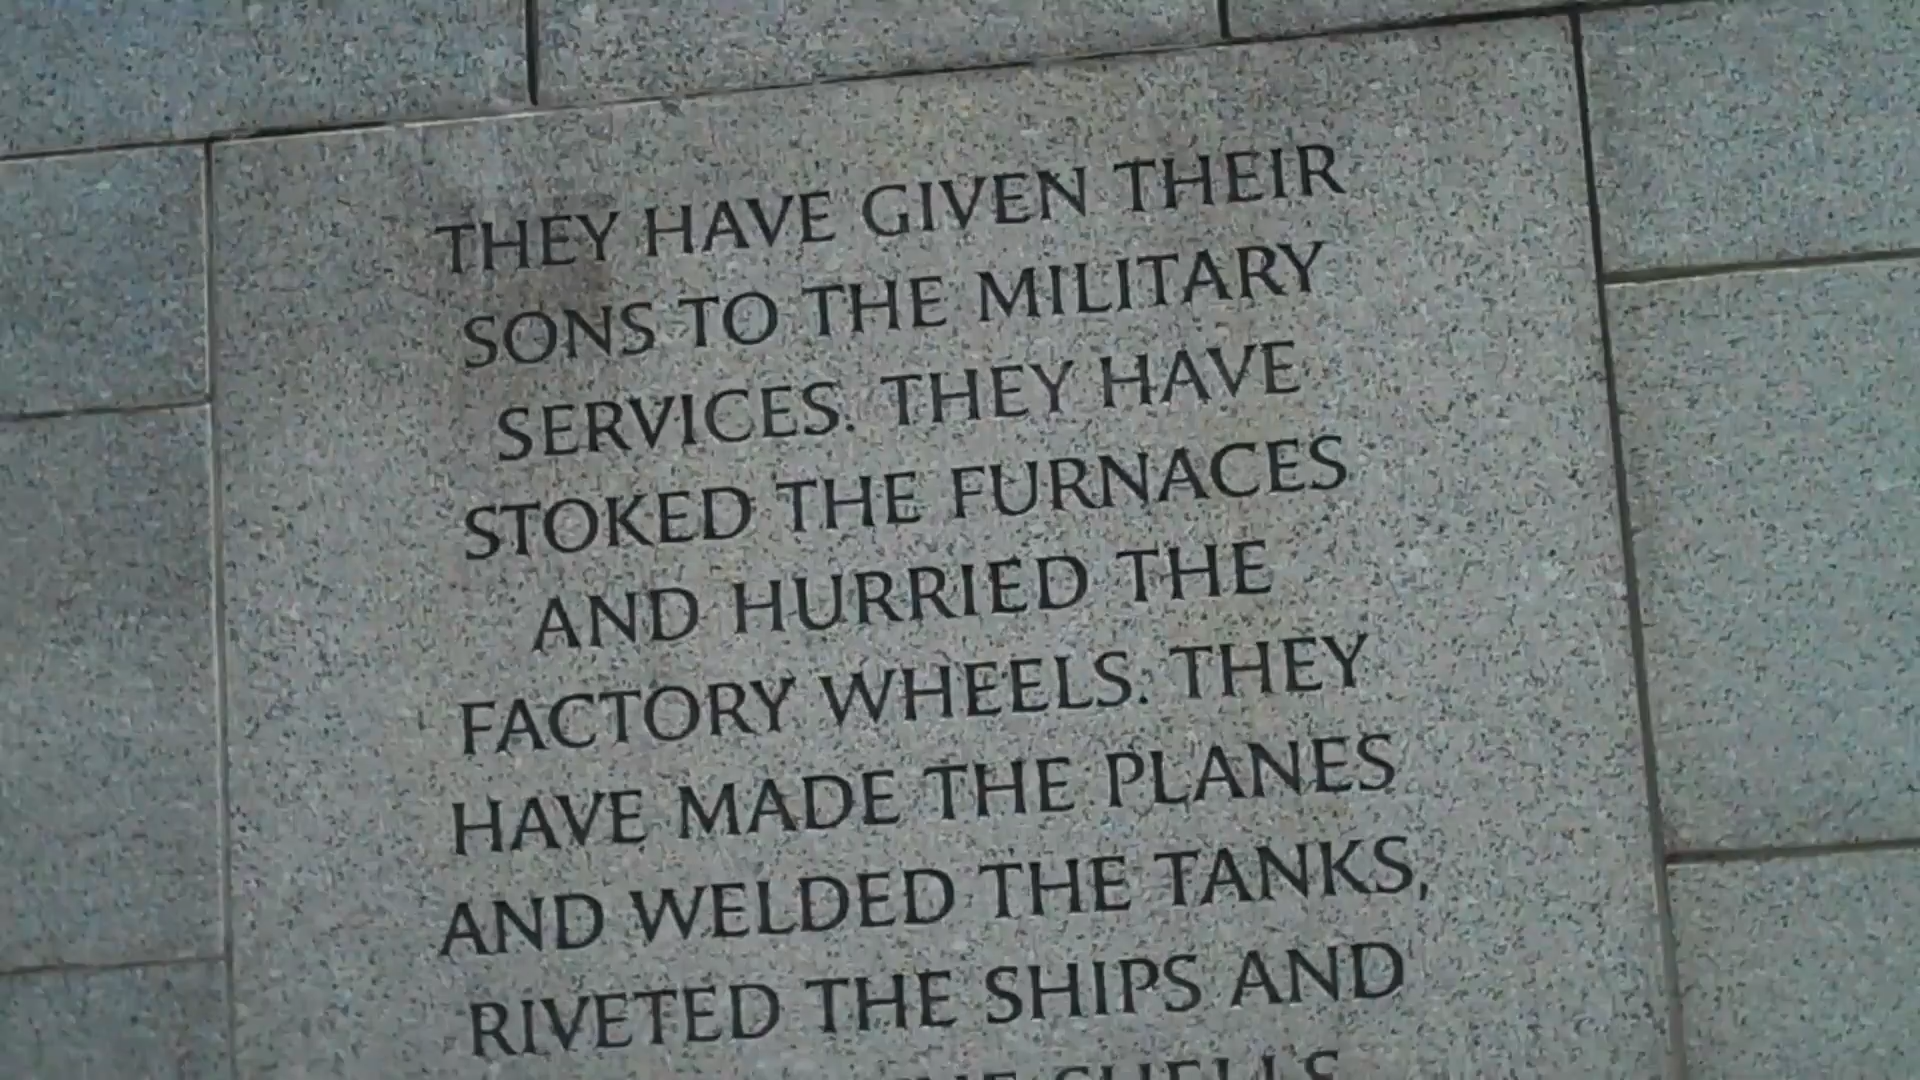 THEY HAVE GIVEN THEIR
SONS TO THE MILITARY
SERVICES. THEY HAVE
STOKED THE FURNACES
AND HURRIED THE
FACTORY WHEELS. THEY
HAVE MADE THE PLANES
AND WELDED THE TANKS,
RIVETED THE SHIPS AND
SHELLS